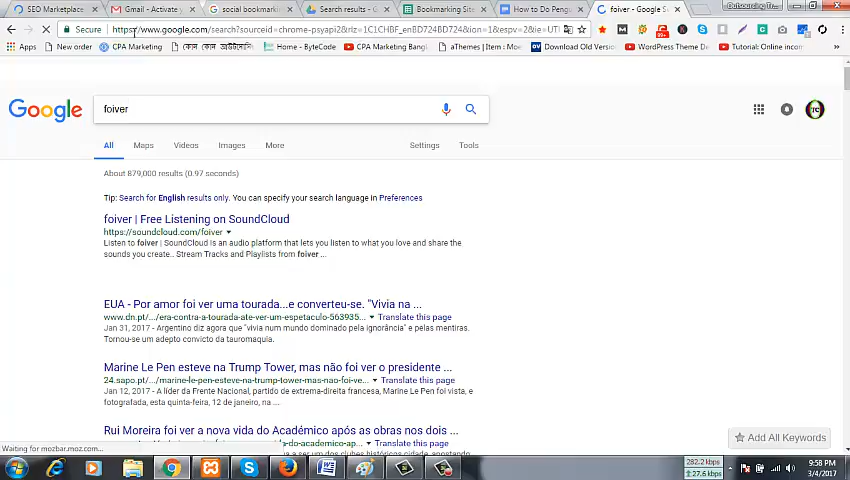 SEO Marketplace
Gmail - Activate y
social bookmarkin
Search results - G
Bookmarking Site
How to Do Pengu
foiver - Google Se
Outsourcing Tr...
Secure https://www.google.com/search?sourceid=chrome-psyapi2&rlz=1C1CHBF_enBD724BD724&ion=1&espv=2&ie=UT
Apps
New order
CPA Marketing
Home - ByteCode
CPA Marketing Bang
aThemes | Item : Moe
Download Old Versio
WordPress Theme De
Tutorial: Online incom
Google
foiver
All
Maps
Videos
Images
More
Settings
Tools
About 879,000 results (0.97 seconds)
Tip: Search for English results only. You can specify your search language in Preferences
foiver | Free Listening on SoundCloud
https://soundcloud.com/foiver
Listen to foiver | SoundCloud is an audio platform that lets you listen to what you love and share the
sounds you create.. Stream Tracks and Playlists from foiver ...
EUA - Por amor foi ver uma tourada...e converteu-se. "Vivia na ...
www.dn.pt/.../era-contra-a-tourada-ate-ver-um-espetaculo-563935... Translate this page
Jan 31, 2017 - Argentino diz agora que "vivia num mundo dominado pela ignorância" e pelas mentiras.
Tornou-se um adepto convicto da tauromaquia.
Marine Le Pen esteve na Trump Tower, mas não foi ver o presidente ...
24.sapo.pt/.../marine-le-pen-esteve-na-trump-tower-mas-nao-foi-ve... Translate this page
Jan 12, 2017 - A líder da Frente Nacional, partido de extrema-direita francesa, Marine Le Pen foi vista, e
fotografada, esta quinta-feira, 12 de janeiro, na ...
Rui Moreira foi ver a nova vida do Académico após as obras nos dois ...
Translate this page
Add All Keywords
Waiting for mozbar.moz.com...
282.2 kbps
27.6 kbps
9:58 PM
3/4/2017